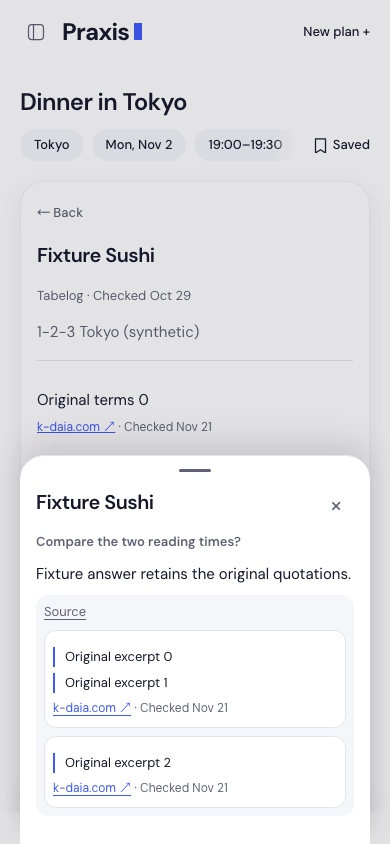 Praxis
New plan +
Dinner in Tokyo
Tokyo
Mon, Nov 2
19:00–19:30
Saved
← Back
Fixture Sushi
Tabelog · Checked Oct 29
1-2-3 Tokyo (synthetic)
Original terms 0
k-daia.com ↗ · Checked Nov 21
Fixture Sushi
×
Compare the two reading times?
Fixture answer retains the original quotations.
Source
Original excerpt 0
Original excerpt 1
k-daia.com ↗ · Checked Nov 21
Original excerpt 2
k-daia.com ↗ · Checked Nov 21